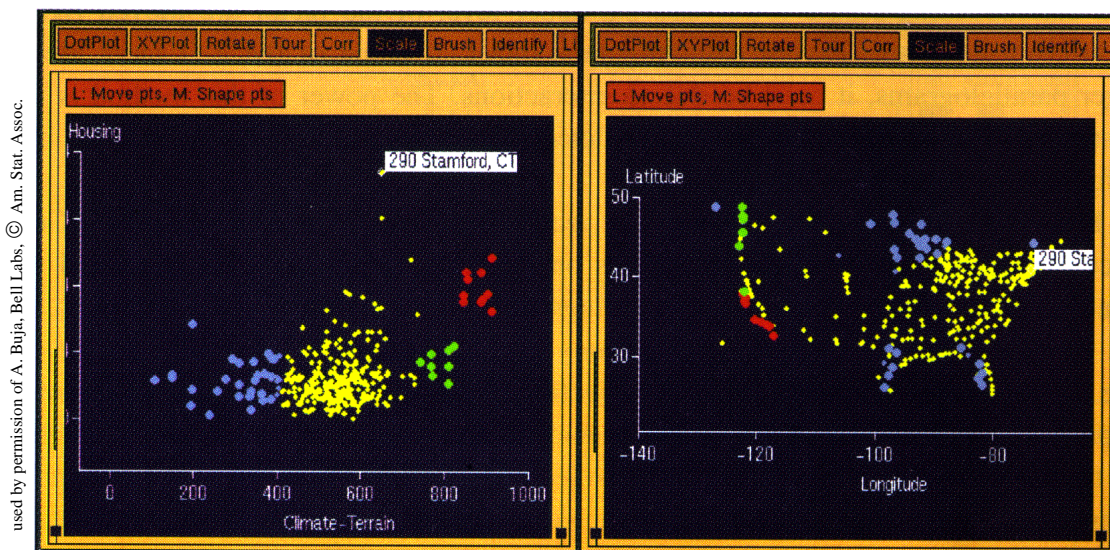 used by permission of A. Buja, Bell Labs, © Am. Stat. Assoc.
DotPlot XYPlot Rotate Tour Corr Scale Brush Identify Li
L: Move pts, M: Shape pts
Housing
290 Stamford, CT
0 200 400 600 800 1000
Climate-Terrain
DotPlot XYPlot Rotate Tour Corr Scale Brush Identify L
L: Move pts, M: Shape pts
Latitude
50
40
290 Sta
30
-140 -120 -100 -80
Longitude